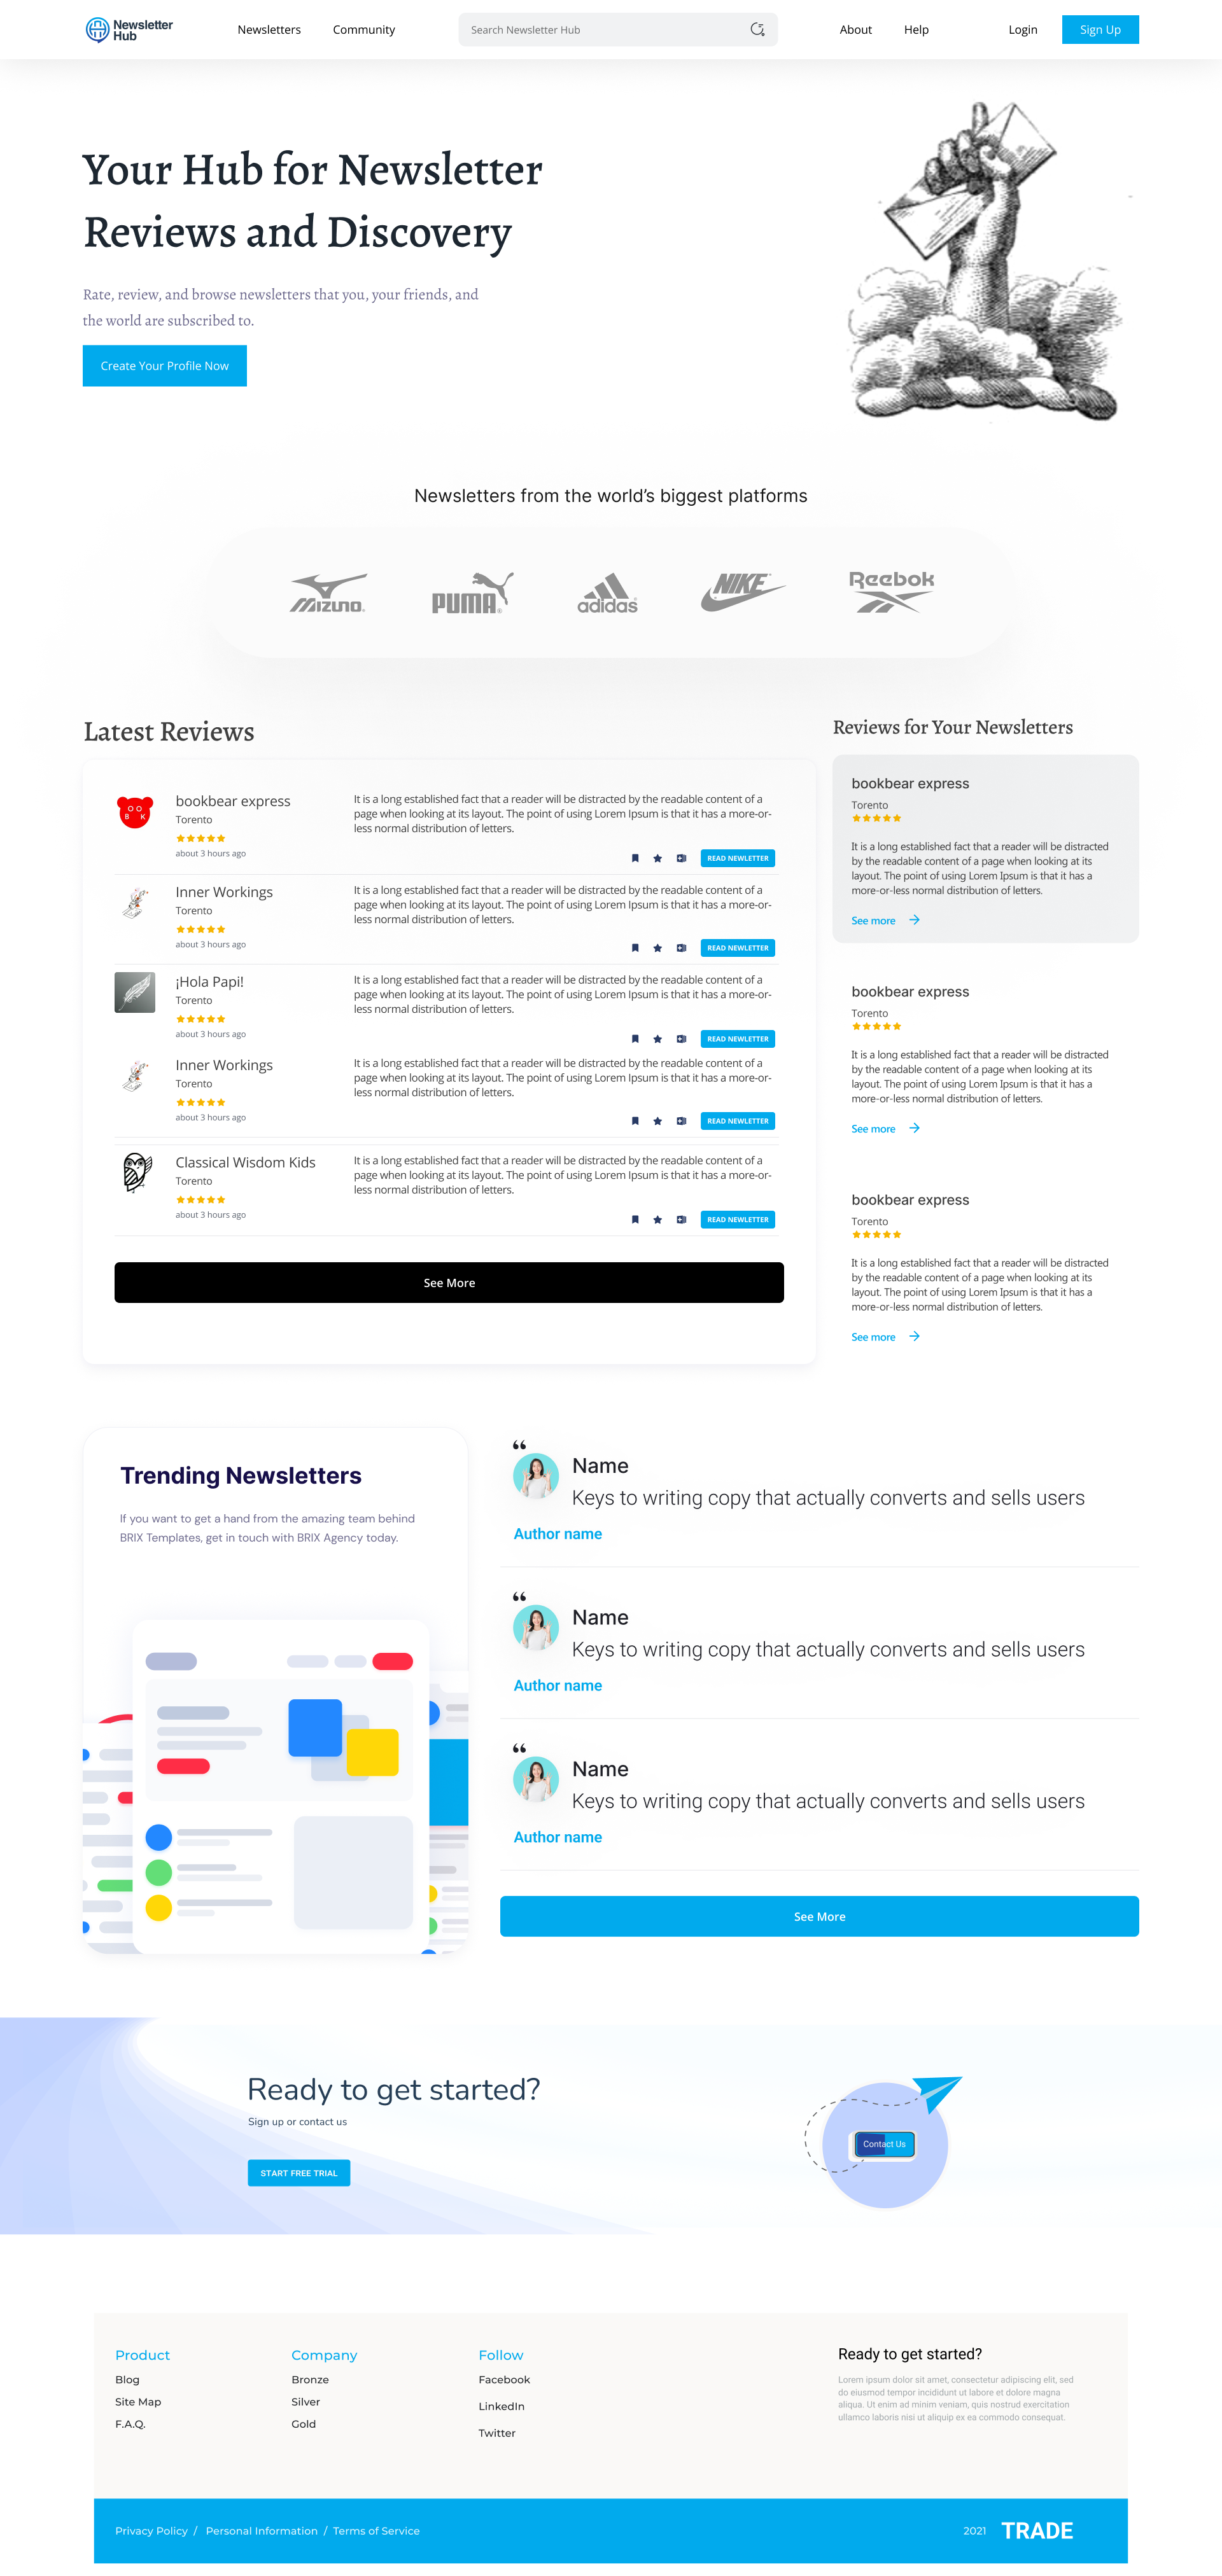 Newsletter
Hub
Newsletters
Community
Search Newsletter Hub
About
Help
Login
Sign Up
Your Hub for Newsletter
Reviews and Discovery
Rate, review, and browse newsletters that you, your friends, and
the world are subscribed to.
Create Your Profile Now
Newsletters from the world's biggest platforms
Mizuno
PUMA
adidas
NIKE
Reebok
Latest Reviews
BOOK
bookbear express
Torento
about 3 hours ago
It is a long established fact that a reader will be distracted by the readable content of a
page when looking at its layout. The point of using Lorem Ipsum is that it has a more-or-
less normal distribution of letters.
READ NEWLETTER
Inner Workings
Torento
about 3 hours ago
It is a long established fact that a reader will be distracted by the readable content of a
page when looking at its layout. The point of using Lorem Ipsum is that it has a more-or-
less normal distribution of letters.
READ NEWLETTER
¡Hola Papi!
Torento
about 3 hours ago
It is a long established fact that a reader will be distracted by the readable content of a
page when looking at its layout. The point of using Lorem Ipsum is that it has a more-or-
less normal distribution of letters.
READ NEWLETTER
Inner Workings
Torento
about 3 hours ago
It is a long established fact that a reader will be distracted by the readable content of a
page when looking at its layout. The point of using Lorem Ipsum is that it has a more-or-
less normal distribution of letters.
READ NEWLETTER
Classical Wisdom Kids
Torento
about 3 hours ago
It is a long established fact that a reader will be distracted by the readable content of a
page when looking at its layout. The point of using Lorem Ipsum is that it has a more-or-
less normal distribution of letters.
READ NEWLETTER
See More
Reviews for Your Newsletters
bookbear express
Torento
It is a long established fact that a reader will be distracted
by the readable content of a page when looking at its
layout. The point of using Lorem Ipsum is that it has a
more-or-less normal distribution of letters.
See more
bookbear express
Torento
It is a long established fact that a reader will be distracted
by the readable content of a page when looking at its
layout. The point of using Lorem Ipsum is that it has a
more-or-less normal distribution of letters.
See more
bookbear express
Torento
It is a long established fact that a reader will be distracted
by the readable content of a page when looking at its
layout. The point of using Lorem Ipsum is that it has a
more-or-less normal distribution of letters.
See more
Trending Newsletters
If you want to get a hand from the amazing team behind
BRIX Templates, get in touch with BRIX Agency today.
“
Name
Keys to writing copy that actually converts and sells users
Author name
“
Name
Keys to writing copy that actually converts and sells users
Author name
“
Name
Keys to writing copy that actually converts and sells users
Author name
See More
Ready to get started?
Sign up or contact us
START FREE TRIAL
Contact Us
Product
Blog
Site Map
F.A.Q.
Company
Bronze
Silver
Gold
Follow
Facebook
LinkedIn
Twitter
Ready to get started?
Lorem ipsum dolor sit amet, consectetur adipiscing elit, sed
do eiusmod tempor incididunt ut labore et dolore magna
aliqua. Ut enim ad minim veniam, quis nostrud exercitation
ullamco laboris nisi ut aliquip ex ea commodo consequat.
Privacy Policy / Personal Information / Terms of Service
2021 TRADE